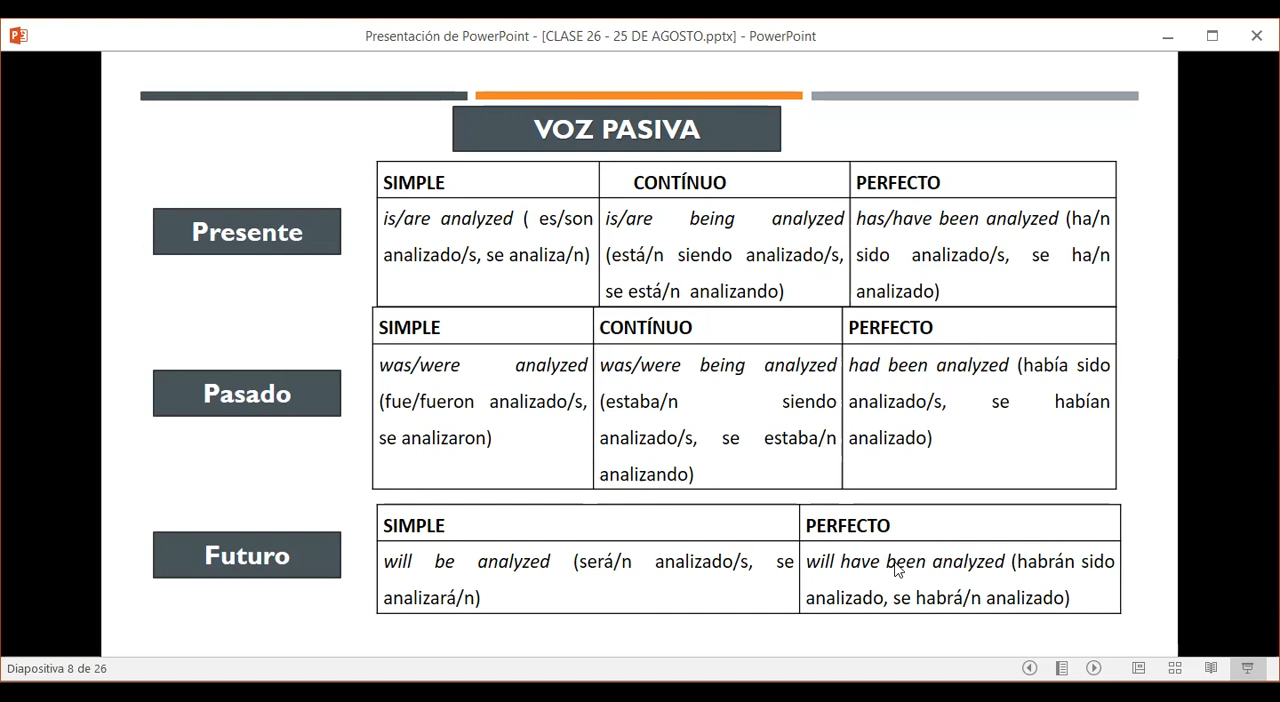 Presentación de PowerPoint - [CLASE 26 - 25 DE AGOSTO.pptx] - PowerPoint
VOZ PASIVA
Presente
SIMPLE
is/are analyzed ( es/son
analizado/s, se analiza/n)
CONTÍNUO
is/are being analyzed
(está/n siendo analizado/s,
se está/n analizando)
PERFECTO
has/have been analyzed (ha/n
sido analizado/s, se ha/n
analizado)
Pasado
SIMPLE
was/were analyzed
(fue/fueron analizado/s,
se analizaron)
CONTÍNUO
was/were being analyzed
(estaba/n siendo
analizado/s, se estaba/n
analizando)
PERFECTO
had been analyzed (había sido
analizado/s, se habían
analizado)
Futuro
SIMPLE
will be analyzed (será/n analizado/s, se
analizará/n)
PERFECTO
will have been analyzed (habrán sido
analizado, se habrá/n analizado)
Diapositiva 8 de 26